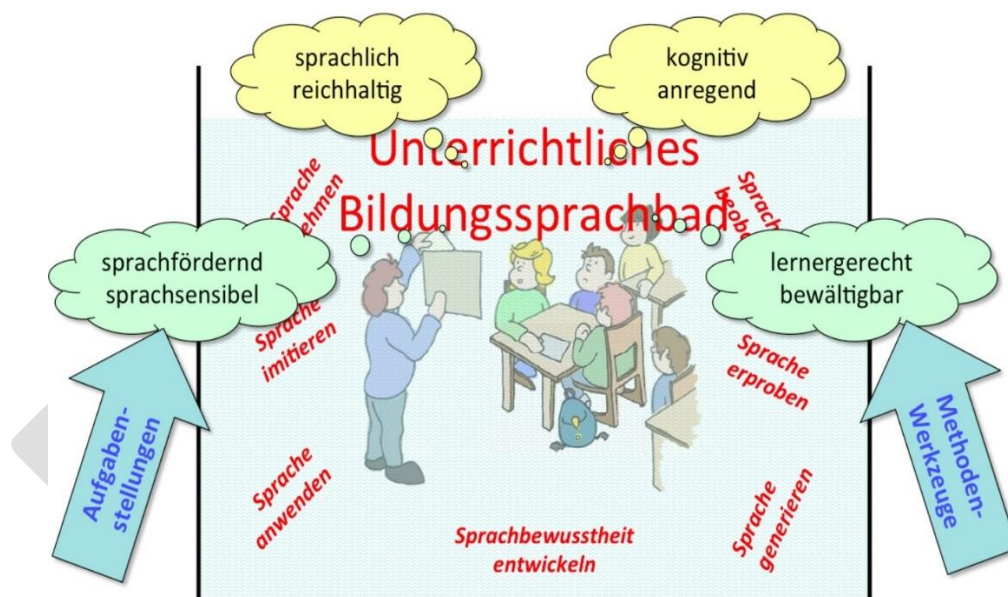 sprachlich
reichhaltig
kognitiv
anregend
Unterrichtliches
Bildungssprachbad
Sprache
Sprache
sprachfördernd
sprachsensibel
lernergerecht
bewältigbar
Sprache
imitieren
Sprache
erproben
Aufgaben-
stellungen
Methoden-
Werkzeuge
Sprache
anwenden
Sprachbewusstheit
entwickeln
Sprache
generieren